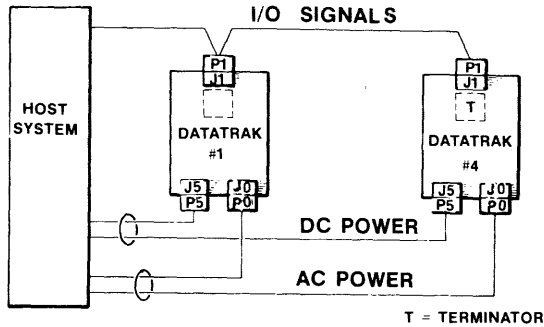 I/O SIGNALS
P1
J1
P1
J1
HOST
SYSTEM
DATATRAK
#1
T
DATATRAK
#4
J5
P5
J0
P0
J5
P5
J0
P0
DC POWER
AC POWER
T = TERMINATOR